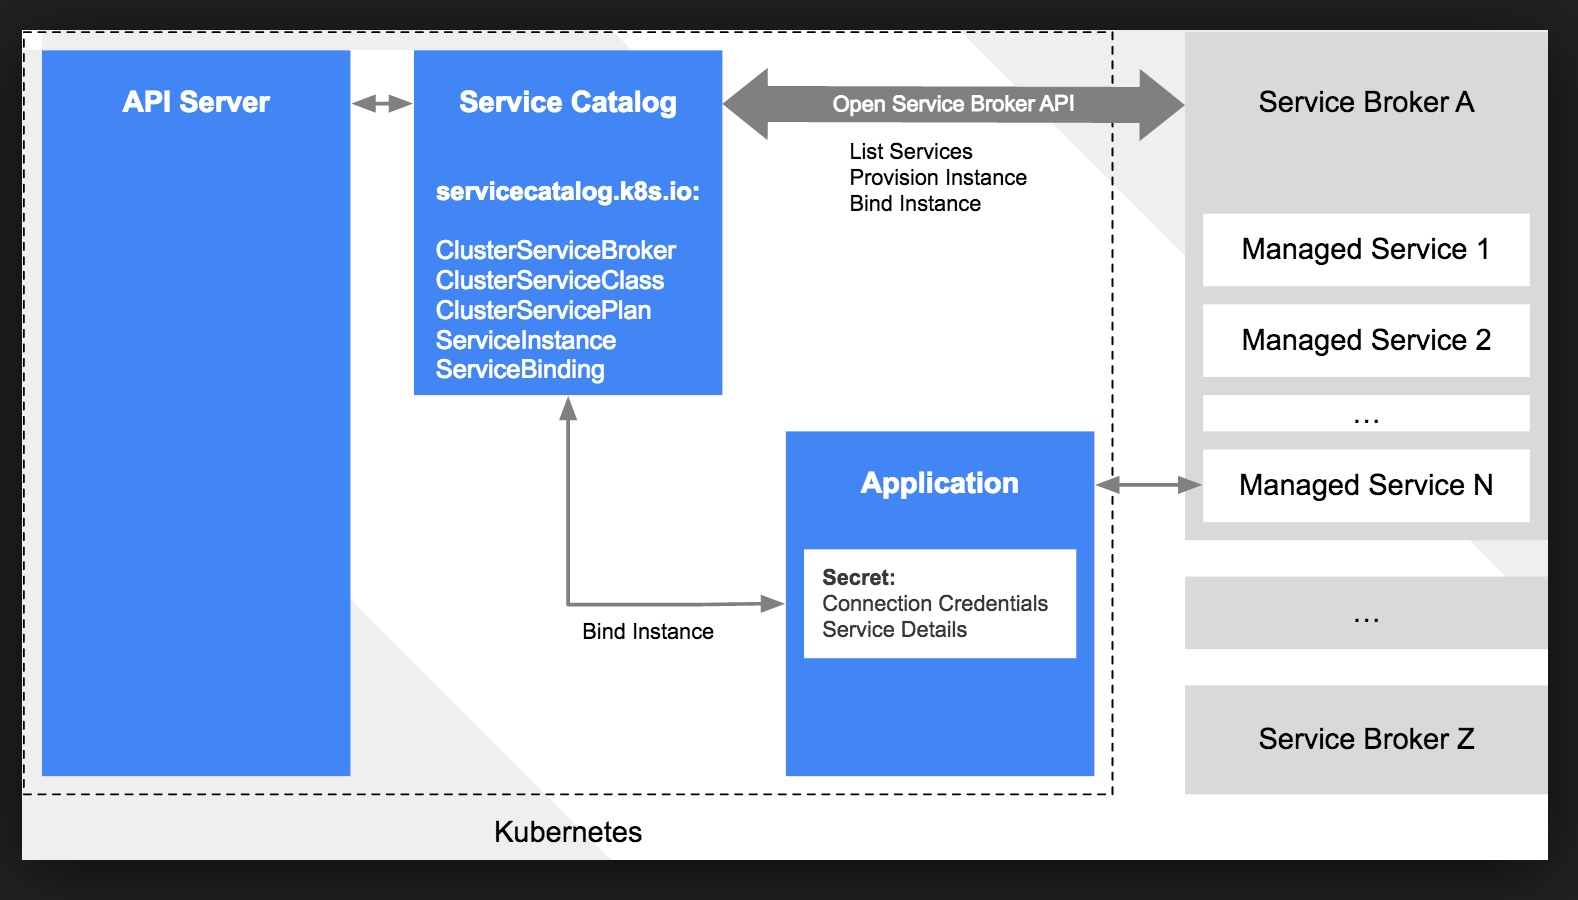 API Server
Service Catalog
servicecatalog.k8s.io:
ClusterServiceBroker
ClusterServiceClass
ClusterServicePlan
ServiceInstance
ServiceBinding
Open Service Broker API
List Services
Provision Instance
Bind Instance
Service Broker A
Managed Service 1
Managed Service 2
...
Managed Service N
Application
Secret:
Connection Credentials
Service Details
Bind Instance
...
Service Broker Z
Kubernetes